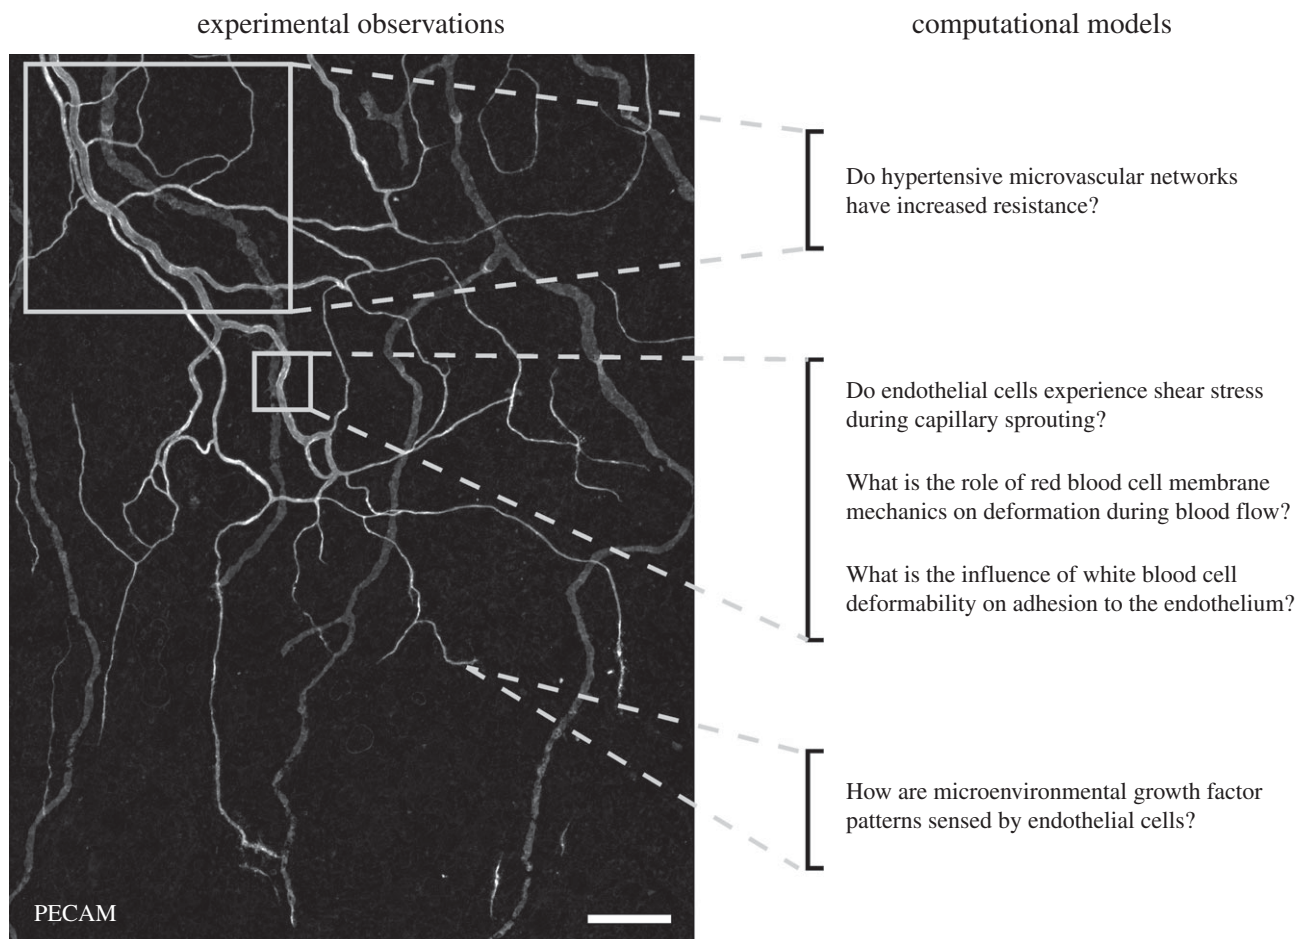 experimental observations
computational models
Do hypertensive microvascular networks
have increased resistance?
Do endothelial cells experience shear stress
during capillary sprouting?
What is the role of red blood cell membrane
mechanics on deformation during blood flow?
What is the influence of white blood cell
deformability on adhesion to the endothelium?
How are microenvironmental growth factor
patterns sensed by endothelial cells?
PECAM